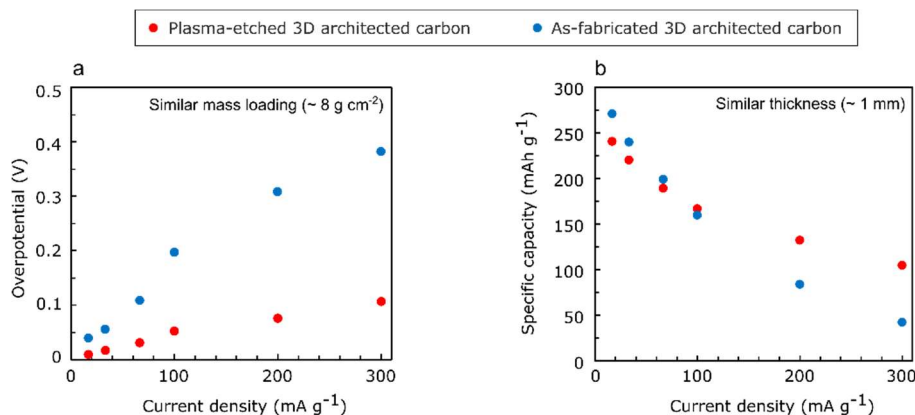 Plasma-etched 3D architected carbon
As-fabricated 3D architected carbon
a
Similar mass loading (~ 8 g cm⁻²)
0.5
0.4
0.3
0.2
0.1
0
Overpotential (V)
0
100
200
300
Current density (mA g⁻¹)
b
Similar thickness (~ 1 mm)
300
250
200
150
100
50
0
Specific capacity (mAh g⁻¹)
0
100
200
300
Current density (mA g⁻¹)